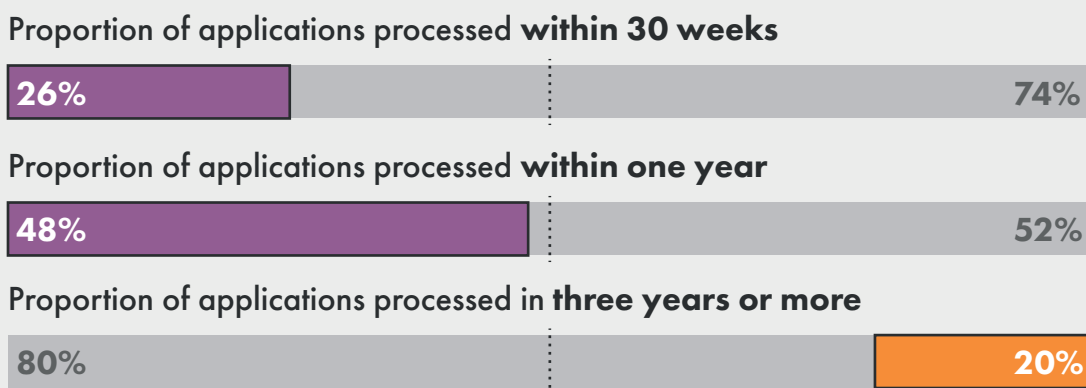 Proportion of applications processed within 30 weeks
26% 74%
Proportion of applications processed within one year
48% 52%
Proportion of applications processed in three years or more
80% 20%